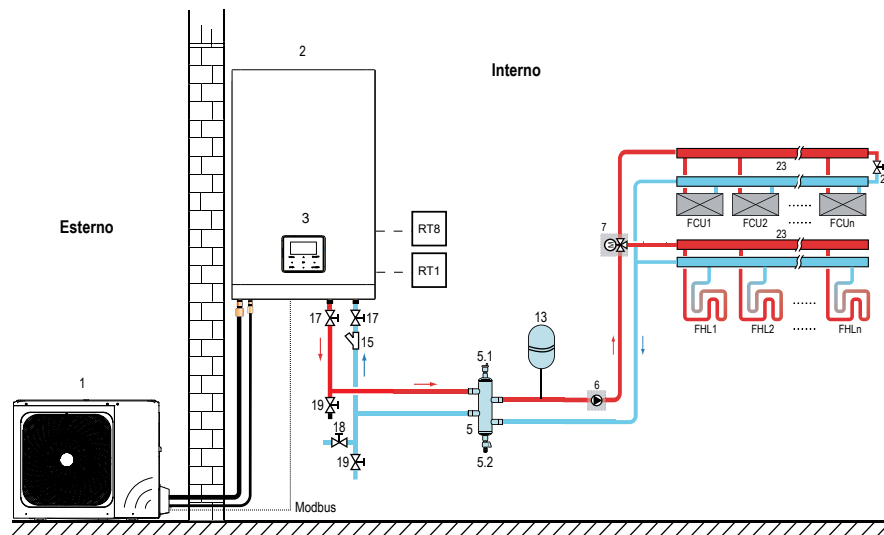 2
Interno
Esterno
3
RT8
RT1
23
2
FCU1
FCU2
......
FCUn
7
M
23
FHL1
FHL2
......
FHLn
17
17
15
13
5.1
6
19
5
18
19
5.2
1
Modbus